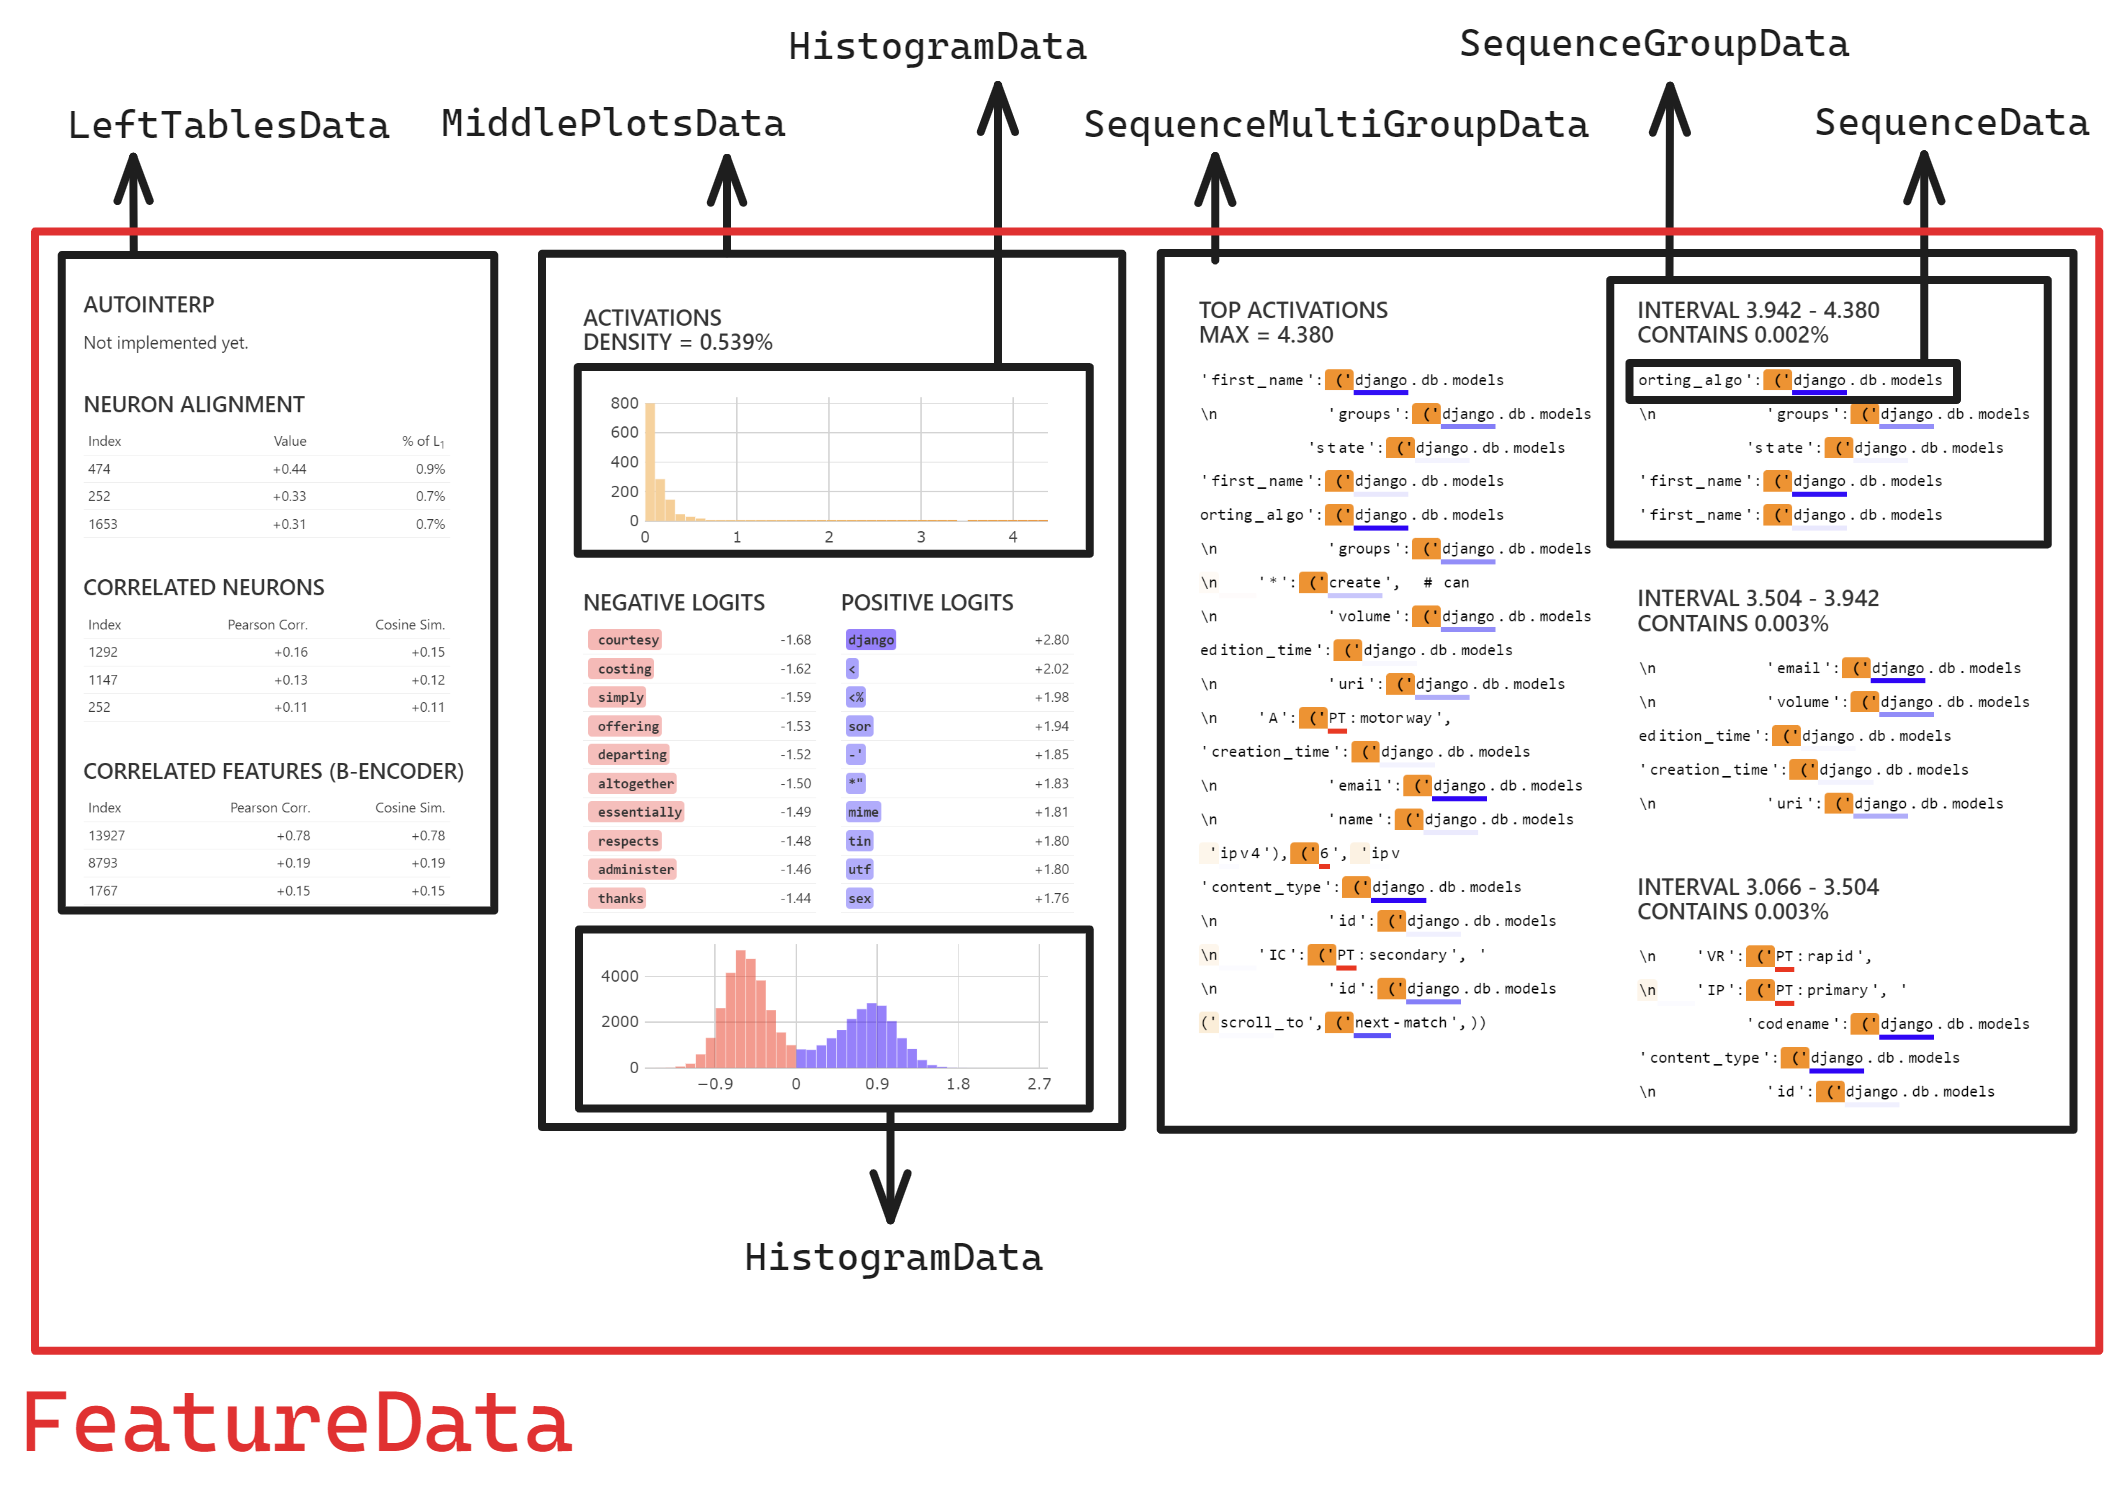 HistogramData
SequenceGroupData
LeftTablesData
MiddlePlotsData
SequenceMultiGroupData
SequenceData
AUTOINTERP
Not implemented yet.
NEURON ALIGNMENT
Index Value % of L1
474 +0.44 0.9%
252 +0.33 0.7%
1653 +0.31 0.7%
CORRELATED NEURONS
Index Pearson Corr. Cosine Sim.
1292 +0.16 +0.15
1147 +0.13 +0.12
252 +0.11 +0.11
CORRELATED FEATURES (B-ENCODER)
Index Pearson Corr. Cosine Sim.
13927 +0.78 +0.78
8793 +0.19 +0.19
1767 +0.15 +0.15
ACTIVATIONS
DENSITY = 0.539%
800
600
400
200
0
0 1 2 3 4
NEGATIVE LOGITS
courtesy -1.68
costing -1.62
simply -1.59
offering -1.53
departing -1.52
altogether -1.50
essentially -1.49
respects -1.48
administer -1.46
thanks -1.44
POSITIVE LOGITS
django +2.80
< +2.02
<% +1.98
sor +1.94
-' +1.85
*" +1.83
mime +1.81
tin +1.80
utf +1.80
sex +1.76
4000
2000
0
−0.9 0 0.9 1.8 2.7
HistogramData
TOP ACTIVATIONS
MAX = 4.380
'first_name': ('django.db.models
\n 'groups': ('django.db.models
'state': ('django.db.models
'first_name': ('django.db.models
orting_algo': ('django.db.models
\n 'groups': ('django.db.models
\n '*': ('create', # can
\n 'volume': ('django.db.models
edition_time': ('django.db.models
\n 'uri': ('django.db.models
\n 'A': ('PT:motorway',
'creation_time': ('django.db.models
\n 'email': ('django.db.models
\n 'name': ('django.db.models
'ipv4'), ('6', 'ipv
'content_type': ('django.db.models
\n 'id': ('django.db.models
\n 'IC': ('PT:secondary', '
\n 'id': ('django.db.models
('scroll_to', ('next-match',))
INTERVAL 3.942 - 4.380
CONTAINS 0.002%
orting_algo': ('django.db.models
\n 'groups': ('django.db.models
'state': ('django.db.models
'first_name': ('django.db.models
'first_name': ('django.db.models
INTERVAL 3.504 - 3.942
CONTAINS 0.003%
\n 'email': ('django.db.models
\n 'volume': ('django.db.models
edition_time': ('django.db.models
'creation_time': ('django.db.models
\n 'uri': ('django.db.models
INTERVAL 3.066 - 3.504
CONTAINS 0.003%
\n 'VR': ('PT:rapid',
\n 'IP': ('PT:primary', '
'codename': ('django.db.models
'content_type': ('django.db.models
\n 'id': ('django.db.models
FeatureData